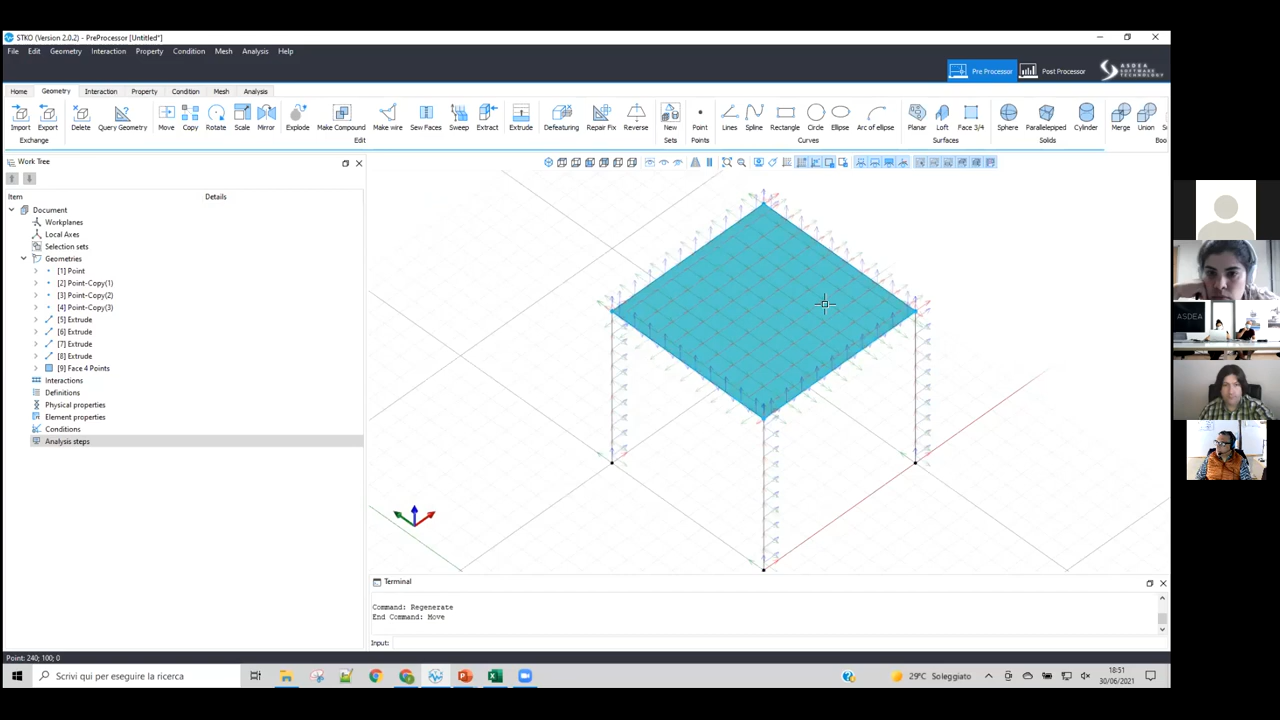 STKO (Version 2.0.2) - PreProcessor [Untitled*]
File Edit Geometry Interaction Property Condition Mesh Analysis Help
Pre Processor Post Processor ASDEA SOFTWARE TECHNOLOGY
Home Geometry Interaction Property Condition Mesh Analysis
Import Export Delete Query Geometry Move Copy Rotate Scale Mirror Explode Make Compound Make wire Sew Faces Sweep Extract Extrude Defeaturing Repair Fix Reverse New Point Lines Spline Rectangle Circle Ellipse Arc of ellipse Planar Loft Face 3/4 Sphere Parallelepiped Cylinder Merge Union
Exchange Edit Sets Points Curves Surfaces Solids
Work Tree
Item Details
Document
Workplanes
Local Axes
Selection sets
Geometries
[1] Point
[2] Point-Copy(1)
[3] Point-Copy(2)
[4] Point-Copy(3)
[5] Extrude
[6] Extrude
[7] Extrude
[8] Extrude
[9] Face 4 Points
Interactions
Definitions
Physical properties
Element properties
Conditions
Analysis steps
Terminal
Command: Regenerate
End Command: Move
Input:
Point: 240; 100; 0
Scrivi qui per eseguire la ricerca
29°C Soleggiato
18:51
30/06/2021
ASDEA